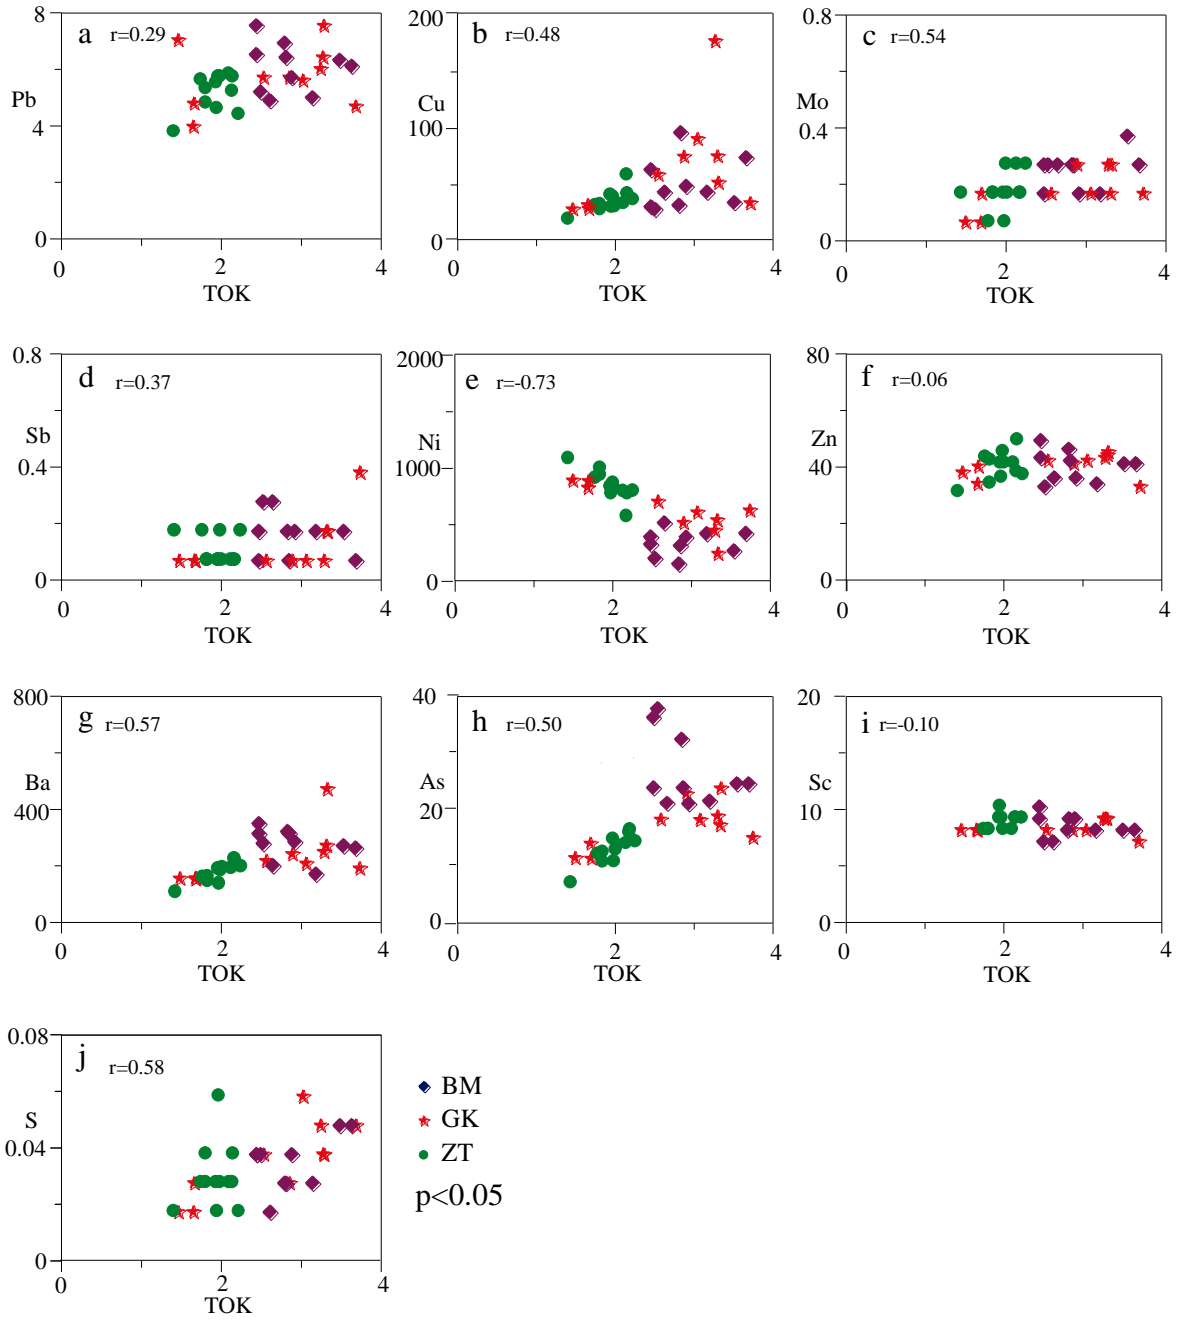 8
a r=0.29
Pb
4
0
0 2 4
TOK
200
b r=0.48
Cu
100
0
0 2 4
TOK
0.8
c r=0.54
Mo
0.4
0
0 2 4
TOK
0.8
d r=0.37
Sb
0.4
0
0 2 4
TOK
2000
e r=-0.73
Ni
1000
0
0 2 4
TOK
80
f r=0.06
Zn
40
0
0 2 4
TOK
800
g r=0.57
Ba
400
0
0 2 4
TOK
40
h r=0.50
As
20
0
0 2 4
TOK
20
i r=-0.10
Sc
10
0
0 2 4
TOK
0.08
j r=0.58
S
0.04
0
0 2 4
TOK
BM
GK
ZT
p<0.05